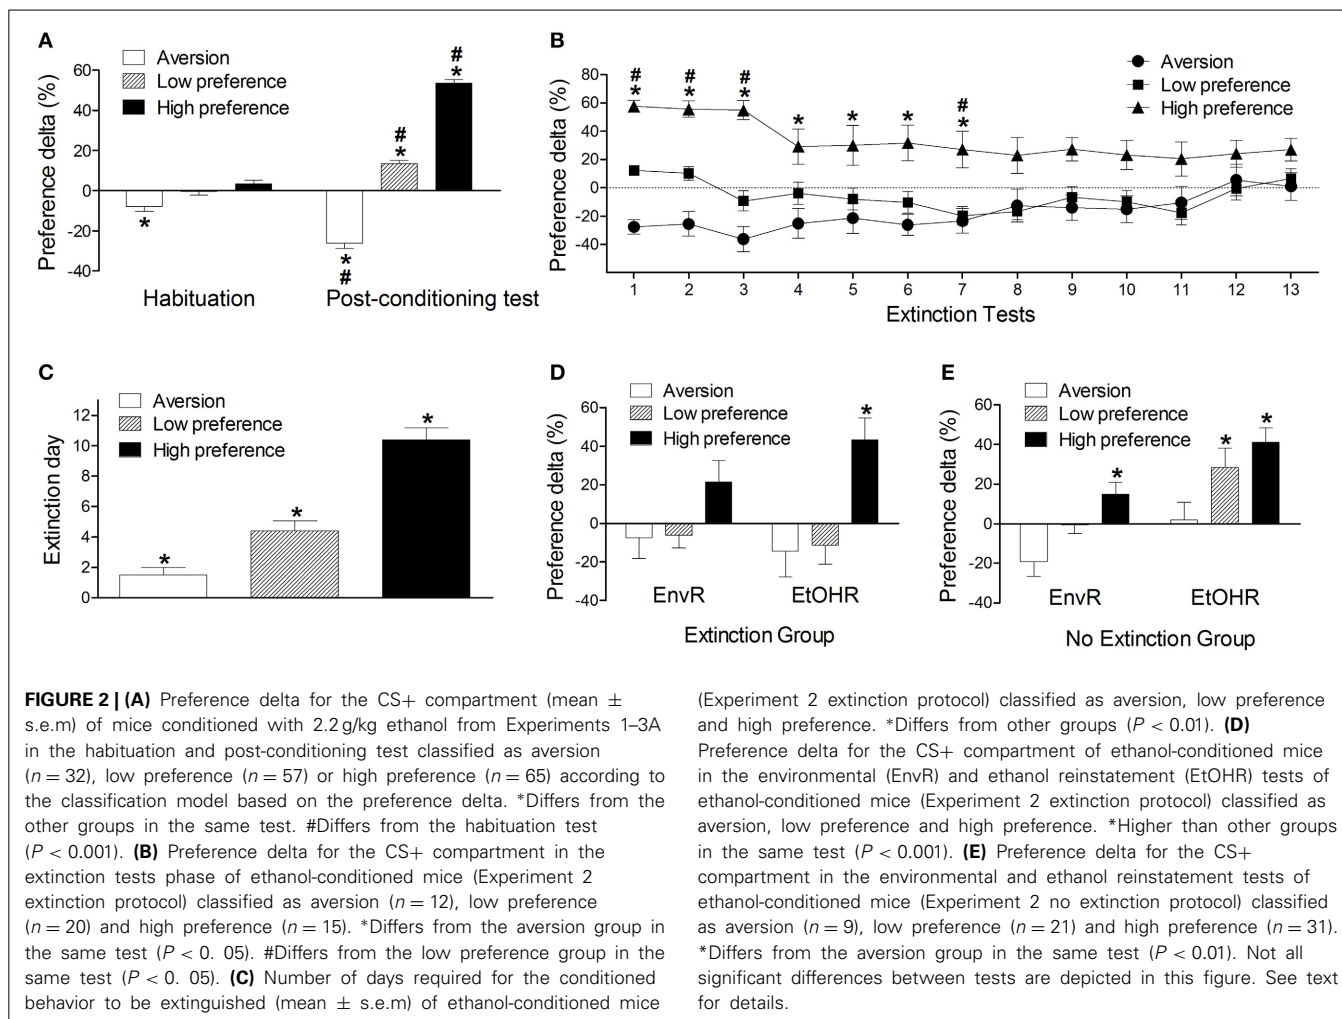 A
Aversion
Low preference
High preference
Preference delta (%)
60
40
20
0
-20
-40
*
*
#
#
*
#
*
Habituation
Post-conditioning test
B
Aversion
Low preference
High preference
Preference delta (%)
80
60
40
20
0
-20
-40
# # # #
* * * * * * *
1 2 3 4 5 6 7 8 9 10 11 12 13
Extinction Tests
C
Aversion
Low preference
High preference
Extinction day
12
10
8
6
4
2
0
* * *
D
Aversion
Low preference
High preference
Preference delta (%)
60
40
20
0
-20
-40
*
EnvR EtOHR
Extinction Group
E
Aversion
Low preference
High preference
Preference delta (%)
60
40
20
0
-20
-40
* * *
EnvR EtOHR
No Extinction Group
FIGURE 2 | (A) Preference delta for the CS+ compartment (mean ±
s.e.m) of mice conditioned with 2.2 g/kg ethanol from Experiments 1–3A
in the habituation and post-conditioning test classified as aversion
(n = 32), low preference (n = 57) or high preference (n = 65) according to
the classification model based on the preference delta. *Differs from the
other groups in the same test. #Differs from the habituation test
(P < 0.001). (B) Preference delta for the CS+ compartment in the
extinction tests phase of ethanol-conditioned mice (Experiment 2
extinction protocol) classified as aversion (n = 12), low preference
(n = 20) and high preference (n = 15). *Differs from the aversion group in
the same test (P < 0. 05). #Differs from the low preference group in the
same test (P < 0. 05). (C) Number of days required for the conditioned
behavior to be extinguished (mean ± s.e.m) of ethanol-conditioned mice
(Experiment 2 extinction protocol) classified as aversion, low preference
and high preference. *Differs from other groups (P < 0.01). (D)
Preference delta for the CS+ compartment of ethanol-conditioned mice
in the environmental (EnvR) and ethanol reinstatement (EtOHR) tests of
ethanol-conditioned mice (Experiment 2 extinction protocol) classified as
aversion, low preference and high preference. *Higher than other groups
in the same test (P < 0.001). (E) Preference delta for the CS+
compartment in the environmental and ethanol reinstatement tests of
ethanol-conditioned mice (Experiment 2 no extinction protocol) classified
as aversion (n = 9), low preference (n = 21) and high preference (n = 31).
*Differs from the aversion group in the same test (P < 0.01). Not all
significant differences between tests are depicted in this figure. See text
for details.